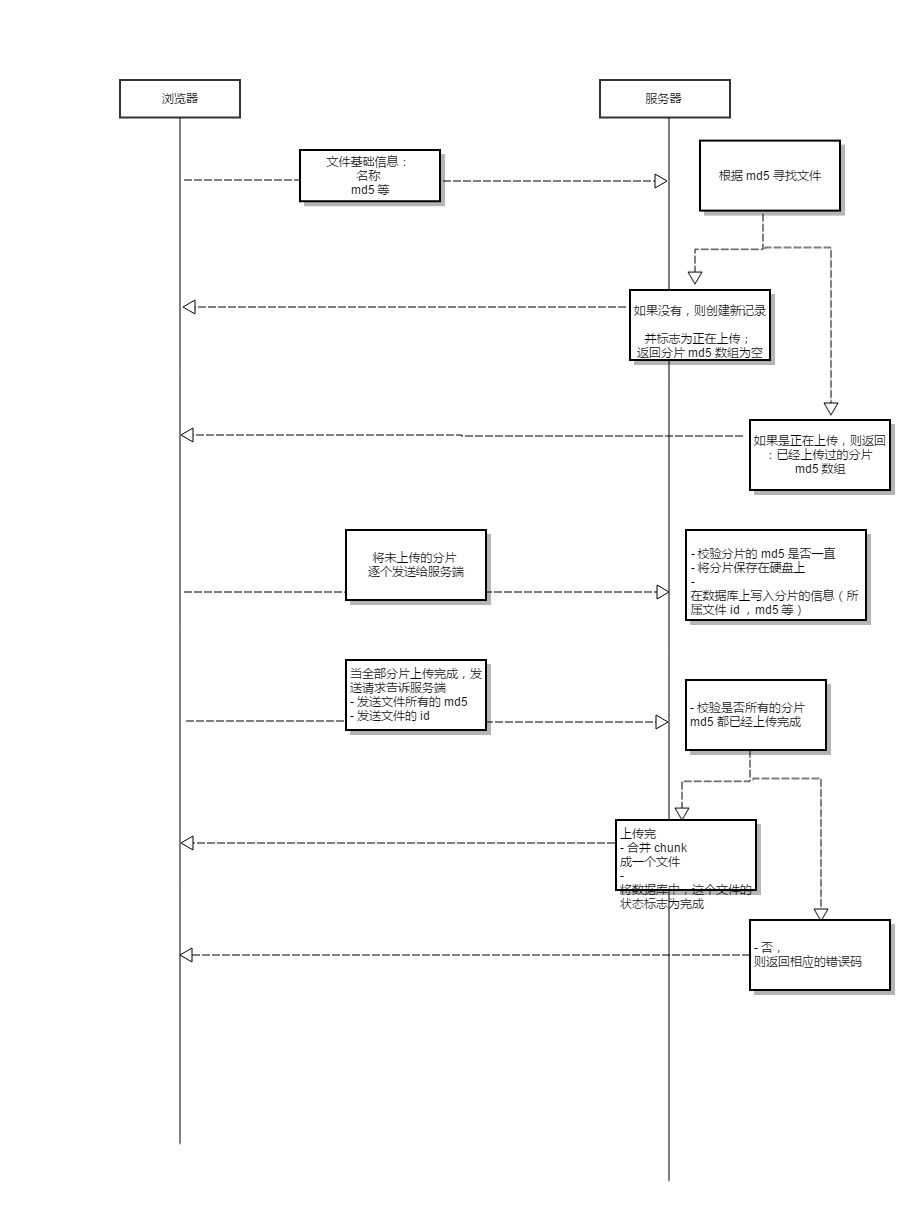 浏览器
服务器
文件基础信息：
名称
md5 等
根据 md5 寻找文件
如果没有，则创建新记录
并标志为正在上传；
返回分片 md5 数组为空
如果是正在上传，则返回
：已经上传过的分片
md5 数组
将未上传的分片
逐个发送给服务端
- 校验分片的 md5 是否一直
- 将分片保存在硬盘上
-
在数据库上写入分片的信息（所
属文件 id ，md5 等）
当全部分片上传完成，发
送请求告诉服务端
- 发送文件所有的 md5
- 发送文件的 id
- 校验是否所有的分片
md5 都已经上传完成
上传完
- 合并 chunk
成一个文件
-
将数据库中，这个文件的
状态标志为完成
- 否，
则返回相应的错误码